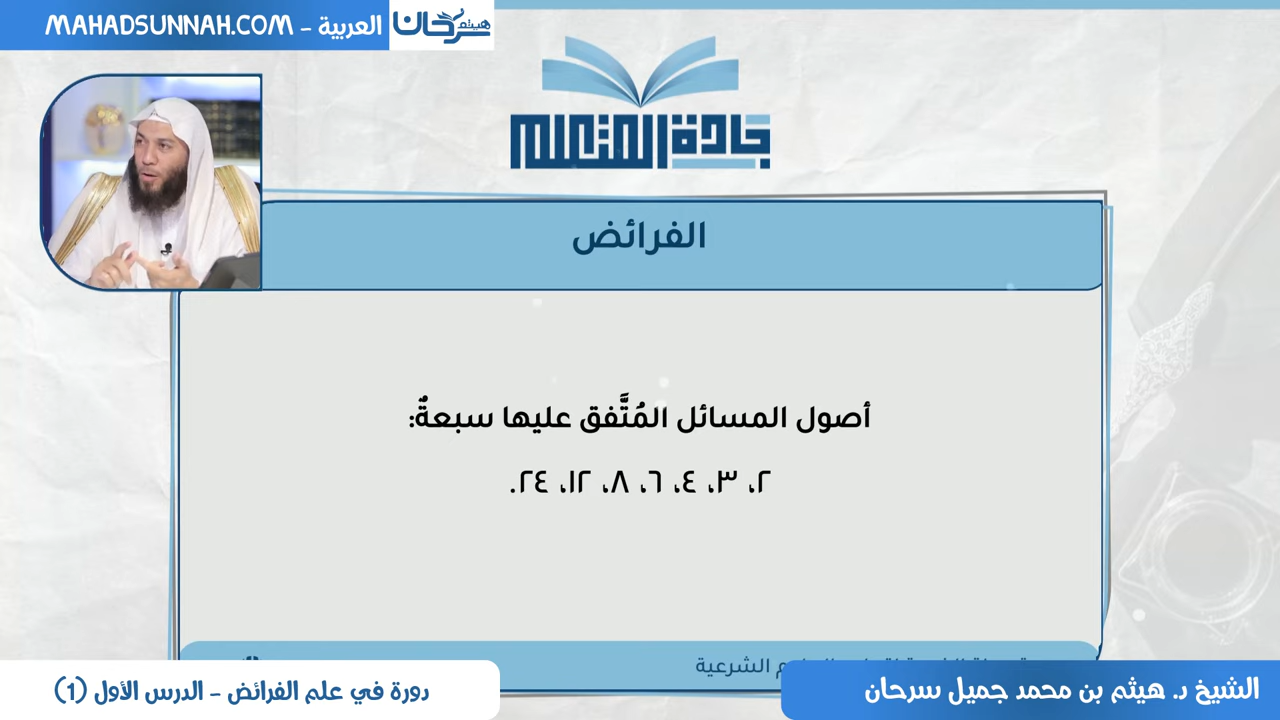 العربية - MAHADSUNNAH.COM
هيثم سرحان
جادة المتعلم
الفرائض
أصول المسائل المُتَّفق عليها سبعةٌ:
٢، ٣، ٤، ٦، ٨، ١٢، ٢٤.
الشرعية
الشيخ د. هيثم بن محمد جميل سرحان
دورة في علم الفرائض - الدرس الأول (1)